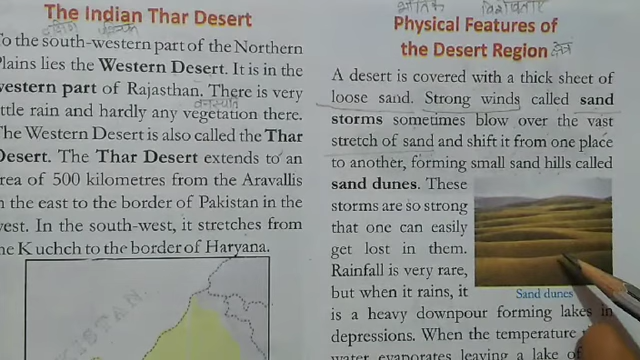 The Indian Thar Desert
दक्षिण पश्चिम
To the south-western part of the Northern
Plains lies the Western Desert. It is in the
western part of Rajasthan. There is very
little rain and hardly any vegetation there.
वनस्पति
The Western Desert is also called the Thar
Desert. The Thar Desert extends to an
area of 500 kilometres from the Aravallis
in the east to the border of Pakistan in the
west. In the south-west, it stretches from
the Kuchch to the border of Haryana.
KISTAN
भौतिक विशेषताएं
Physical Features of
the Desert Region क्षेत्र
A desert is covered with a thick sheet of
loose sand. Strong winds called sand
storms sometimes blow over the vast
stretch of sand and shift it from one place
to another, forming small sand hills called
sand dunes. These
storms are so strong
that one can easily
get lost in them.
Rainfall is very rare,
but when it rains, it
Sand dunes
is a heavy downpour forming lakes in
depressions. When the temperature
water evaporates leaving a lake of